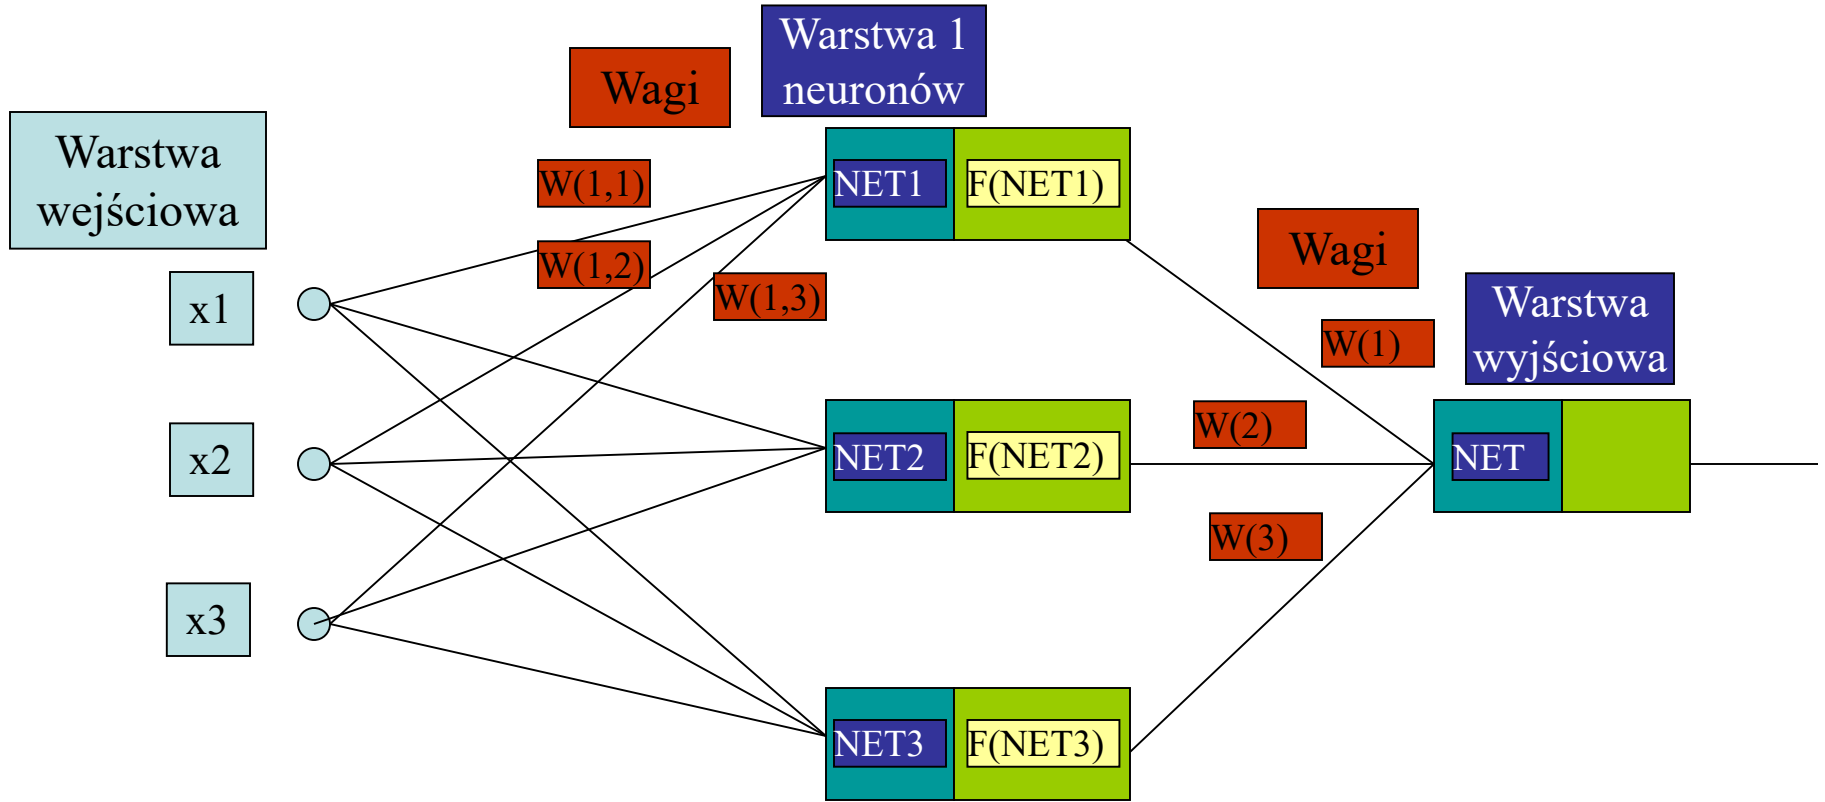 Warstwa
wejściowa
Wagi
Warstwa 1
neuronów
W(1,1)
W(1,2)
W(1,3)
x1
x2
x3
NET1
F(NET1)
NET2
F(NET2)
NET3
F(NET3)
Wagi
W(1)
W(2)
W(3)
Warstwa
wyjściowa
NET